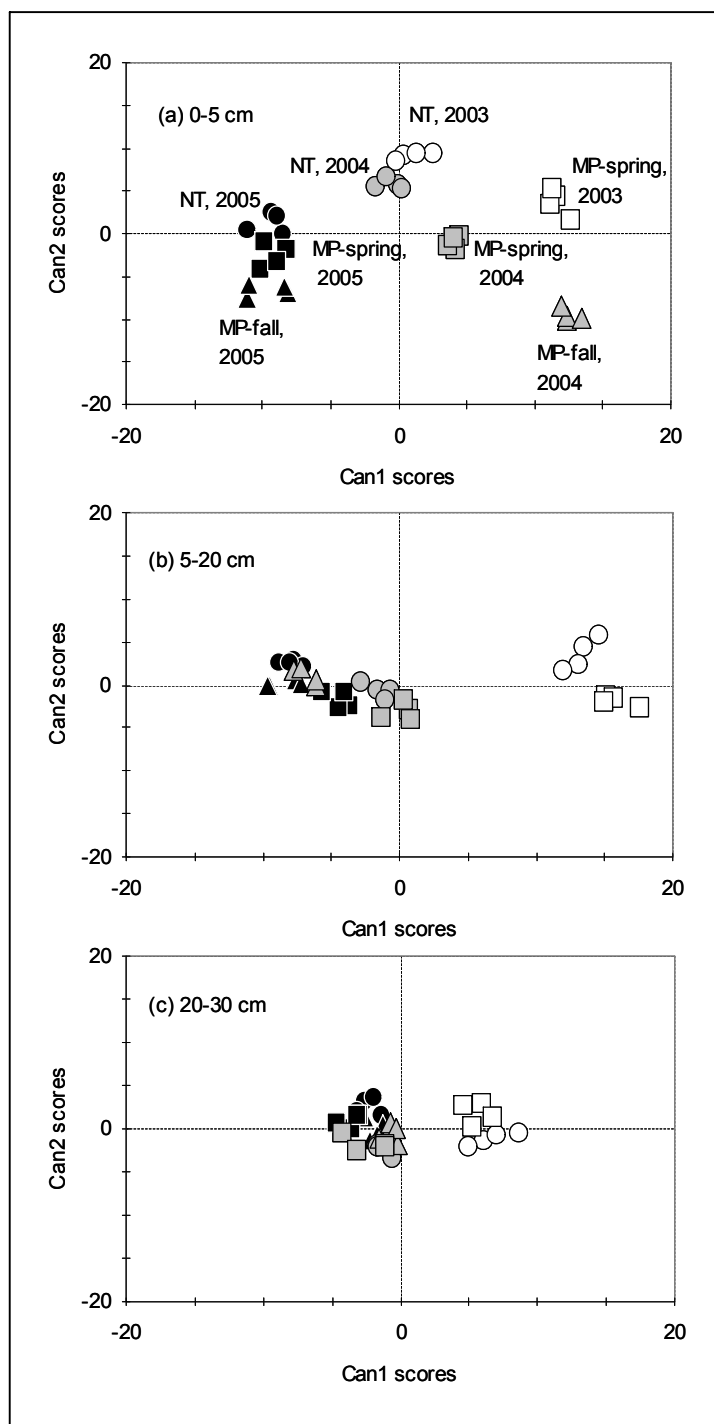 20
(a) 0-5 cm
NT, 2003
NT, 2004
MP-spring,
2003
NT, 2005
0
MP-spring,
2005
MP-spring,
2004
MP-fall,
2005
MP-fall,
2004
Can2 scores
-20
-20
0
20
Can1 scores
20
(b) 5-20 cm
0
Can2 scores
-20
-20
0
20
Can1 scores
20
(c) 20-30 cm
0
Can2 scores
-20
-20
0
20
Can1 scores